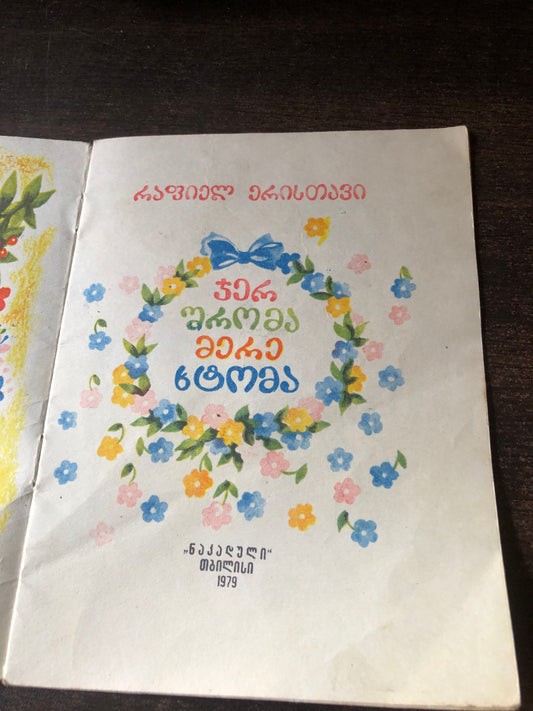 რაფიელ ერისთავი
ჯერ
შრომა
მერე
ხტომა
„ნაკადული“
თბილისი
1979